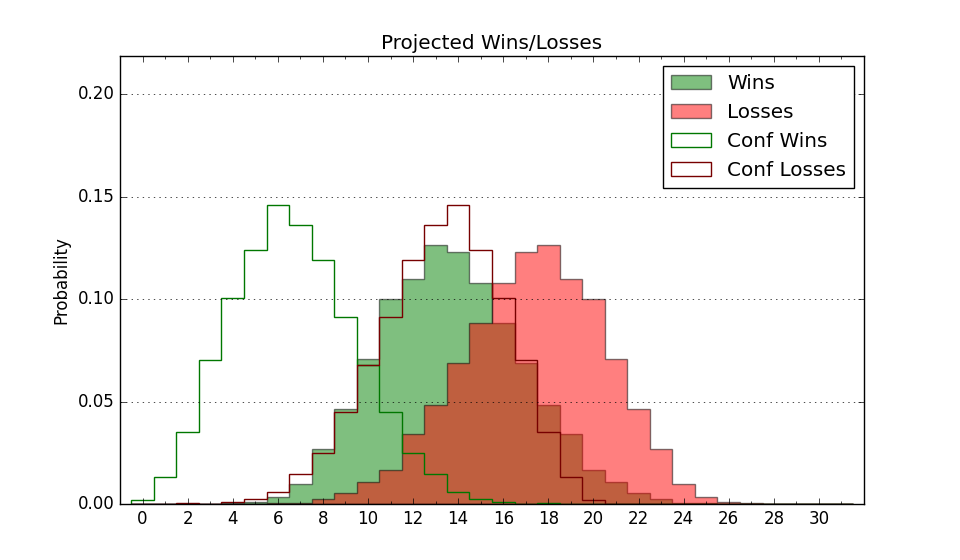 Projected Wins/Losses
Wins
Losses
Conf Wins
Conf Losses
Probability
0.20
0.15
0.10
0.05
0.00
0 2 4 6 8 10 12 14 16 18 20 22 24 26 28 30